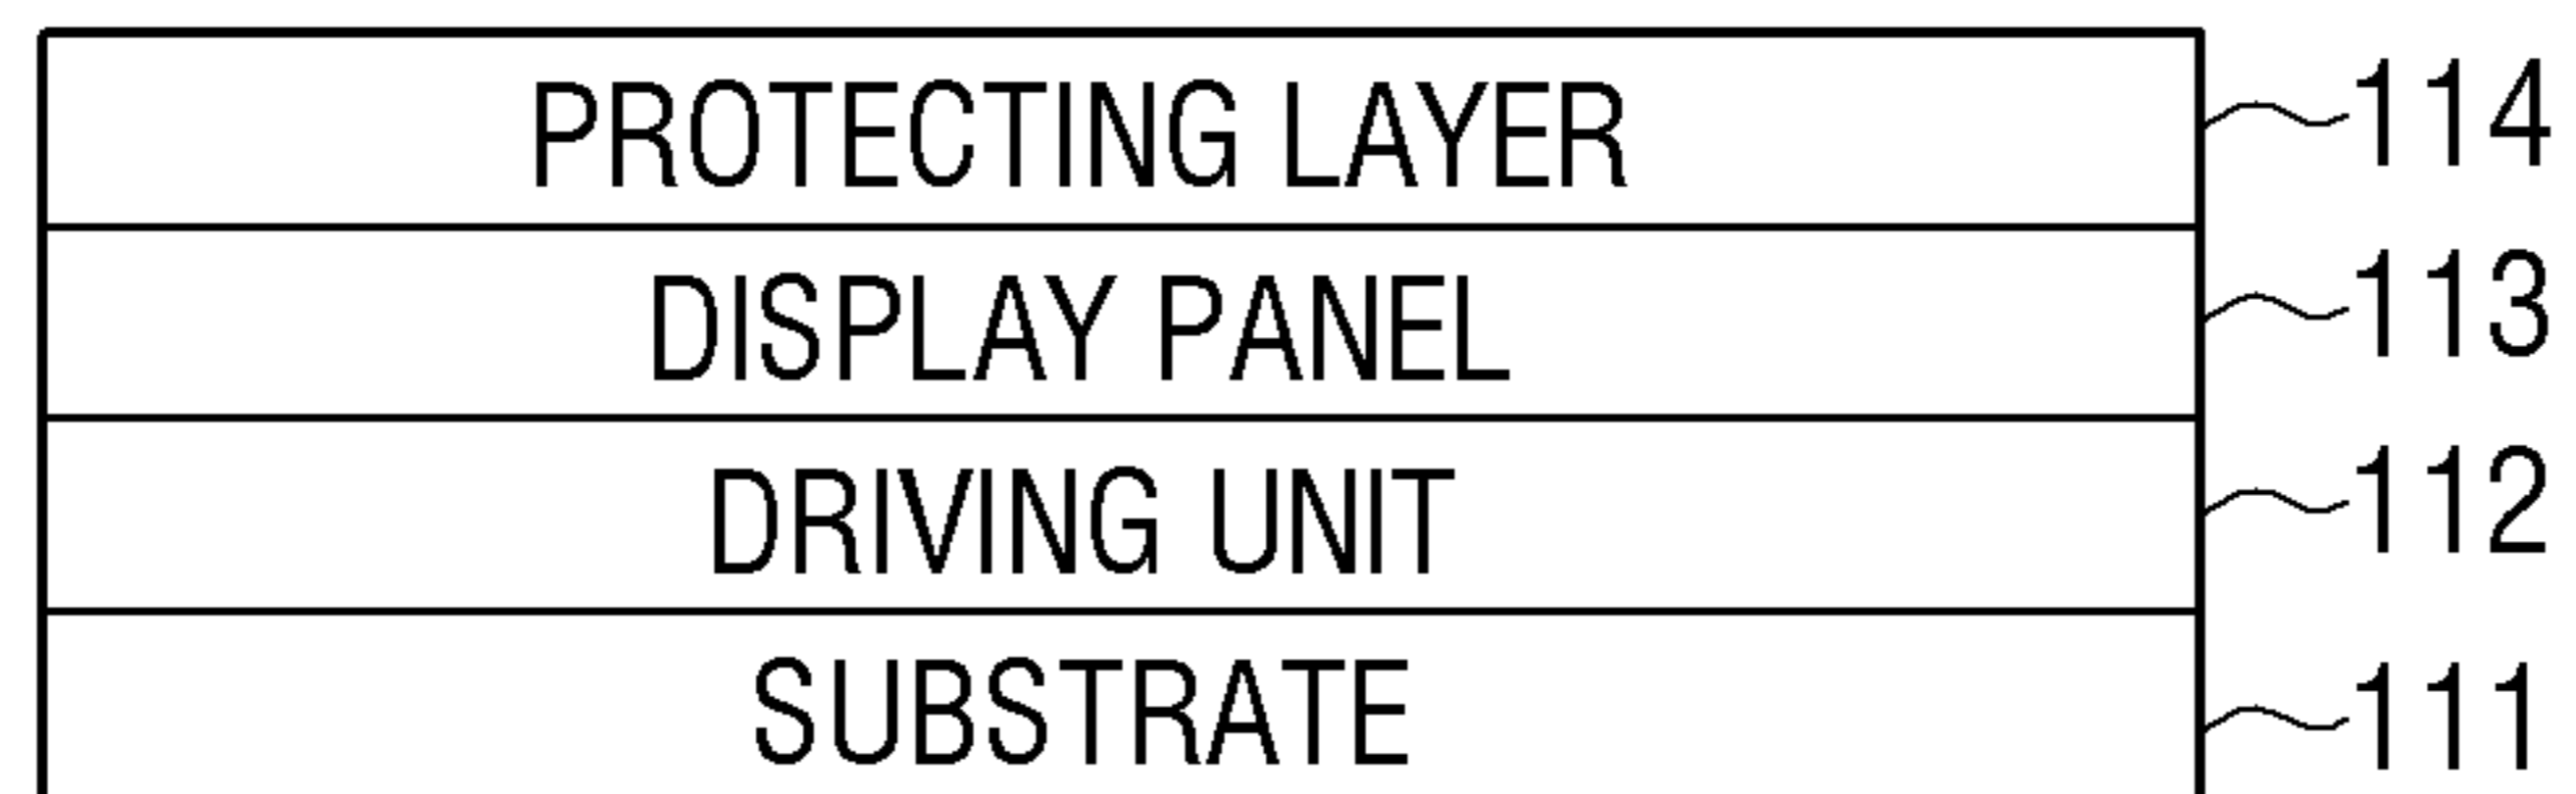 PROTECTING LAYER 114
DISPLAY PANEL 113
DRIVING UNIT 112
SUBSTRATE 111